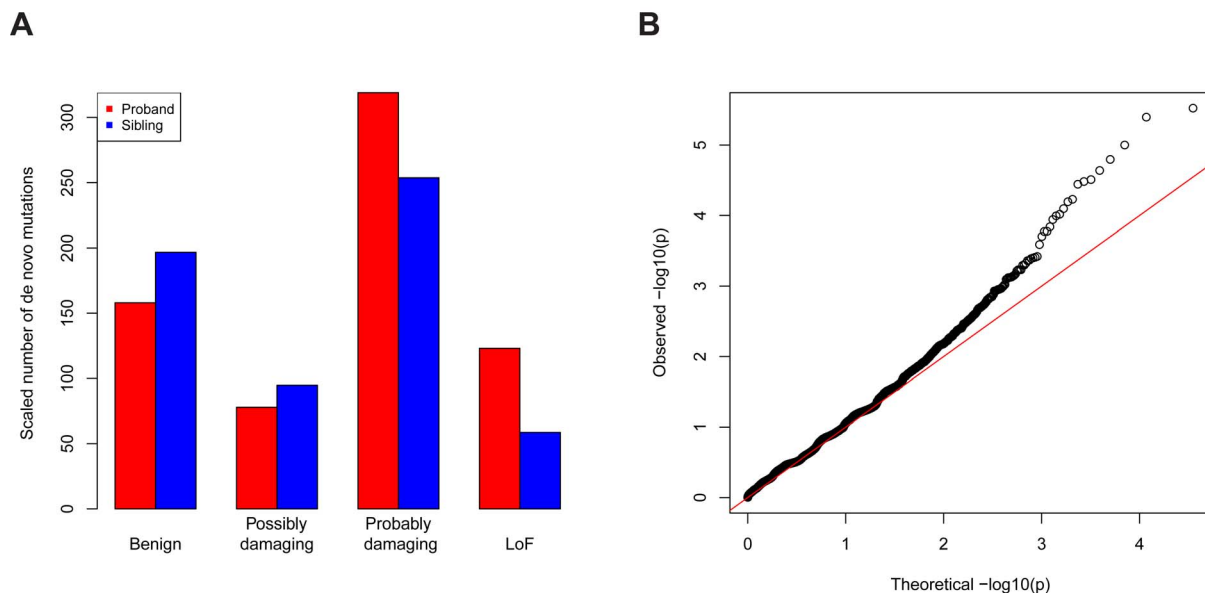 A
B
Scaled number of de novo mutations
300
250
200
150
100
50
0
Proband
Sibling
Benign
Possibly
damaging
Probably
damaging
LoF
Observed −log10(p)
5
4
3
2
1
0
0 1 2 3 4
Theoretical −log10(p)